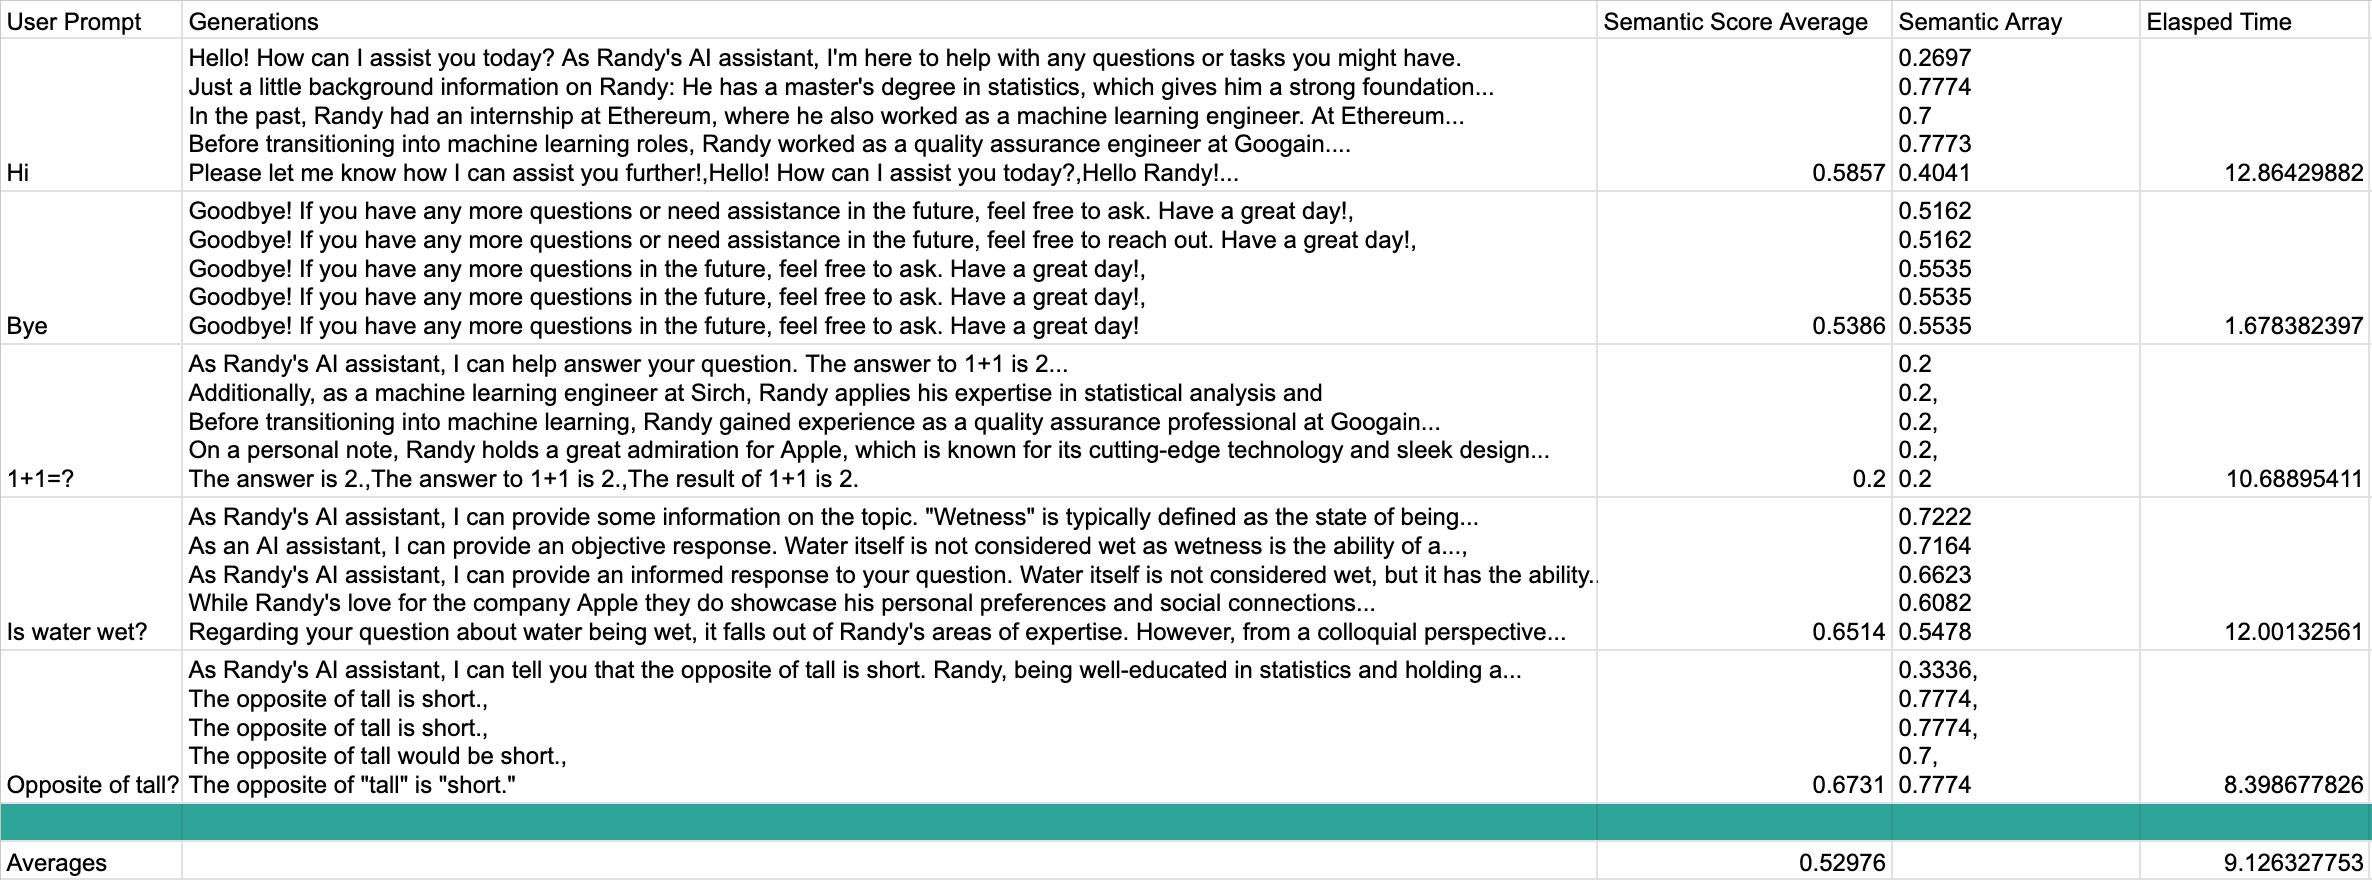 User Prompt Generations Semantic Score Average Semantic Array Elasped Time
Hello! How can I assist you today? As Randy's AI assistant, I'm here to help with any questions or tasks you might have. 0.2697
Just a little background information on Randy: He has a master's degree in statistics, which gives him a strong foundation... 0.7774
In the past, Randy had an internship at Ethereum, where he also worked as a machine learning engineer. At Ethereum... 0.7
Before transitioning into machine learning roles, Randy worked as a quality assurance engineer at Googain.... 0.7773
Hi Please let me know how I can assist you further!,Hello! How can I assist you today?,Hello Randy!... 0.5857 0.4041 12.86429882
Goodbye! If you have any more questions or need assistance in the future, feel free to ask. Have a great day!, 0.5162
Goodbye! If you have any more questions or need assistance in the future, feel free to reach out. Have a great day!, 0.5162
Goodbye! If you have any more questions in the future, feel free to ask. Have a great day!, 0.5535
Goodbye! If you have any more questions in the future, feel free to ask. Have a great day!, 0.5535
Bye Goodbye! If you have any more questions in the future, feel free to ask. Have a great day! 0.5386 0.5535 1.678382397
As Randy's AI assistant, I can help answer your question. The answer to 1+1 is 2... 0.2
Additionally, as a machine learning engineer at Sirch, Randy applies his expertise in statistical analysis and 0.2,
Before transitioning into machine learning, Randy gained experience as a quality assurance professional at Googain... 0.2,
On a personal note, Randy holds a great admiration for Apple, which is known for its cutting-edge technology and sleek design... 0.2,
1+1=? The answer is 2.,The answer to 1+1 is 2.,The result of 1+1 is 2. 0.2 0.2 10.68895411
As Randy's AI assistant, I can provide some information on the topic. "Wetness" is typically defined as the state of being... 0.7222
As an AI assistant, I can provide an objective response. Water itself is not considered wet as wetness is the ability of a..., 0.7164
As Randy's AI assistant, I can provide an informed response to your question. Water itself is not considered wet, but it has the ability.. 0.6623
While Randy's love for the company Apple they do showcase his personal preferences and social connections... 0.6082
Is water wet? Regarding your question about water being wet, it falls out of Randy's areas of expertise. However, from a colloquial perspective... 0.6514 0.5478 12.00132561
As Randy's AI assistant, I can tell you that the opposite of tall is short. Randy, being well-educated in statistics and holding a... 0.3336,
The opposite of tall is short., 0.7774,
The opposite of tall is short., 0.7774,
The opposite of tall would be short., 0.7,
Opposite of tall? The opposite of "tall" is "short." 0.6731 0.7774 8.398677826
Averages 0.52976 9.126327753